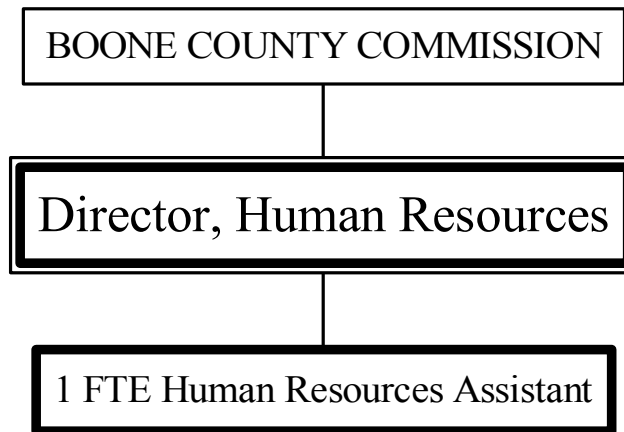 BOONE COUNTY COMMISSION
Director, Human Resources
1 FTE Human Resources Assistant